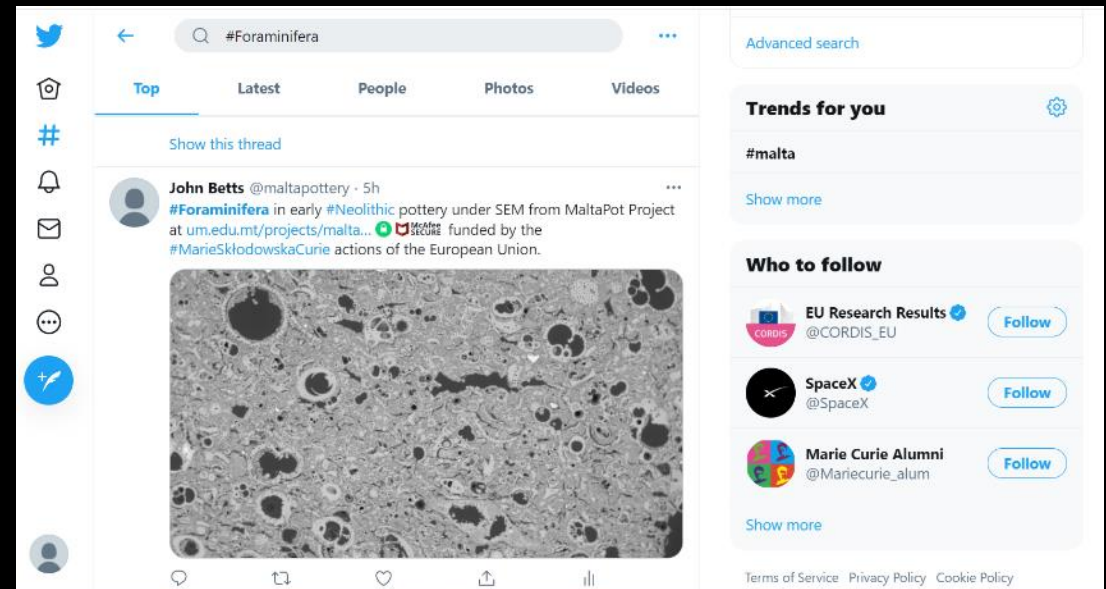 #Foraminifera
Top Latest People Photos Videos
Show this thread
John Betts @maltapottery · 5h
#Foraminifera in early #Neolithic pottery under SEM from MaltaPot Project
at um.edu.mt/projects/malta... McAfee SECURE funded by the
#MarieSkłodowskaCurie actions of the European Union.
Advanced search
Trends for you
#malta
Show more
Who to follow
CORDIS
EU Research Results
@CORDIS_EU
Follow
SpaceX
@SpaceX
Follow
Marie Curie Alumni
@Mariecurie_alum
Follow
Show more
Terms of Service Privacy Policy Cookie Policy